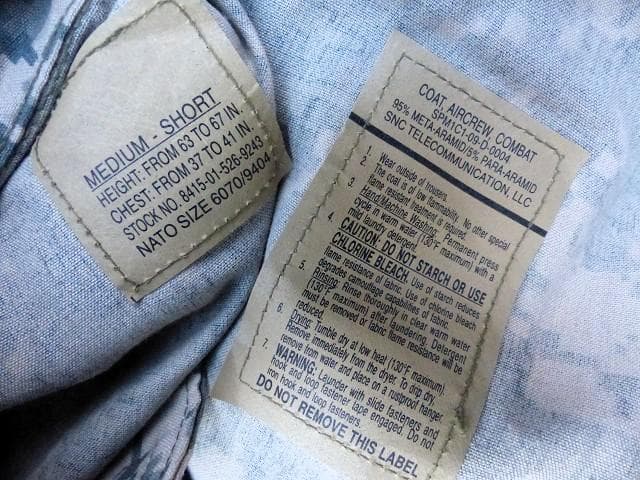 MEDIUM - SHORT
HEIGHT: FROM 63 TO 67 IN.
CHEST: FROM 37 TO 41 IN.
STOCK NO. 8415-01-526-9243
NATO SIZE 6070/9404
COAT, AIRCREW, COMBAT
SPM1C1-09-D-0004
95% META-ARAMID/5% PARA-ARAMID
SNC TELECOMMUNICATION, LLC
1. Wear outside of trousers.
2. The coat is of low flammability. No other special
flame resistant treatment is required.
3. Hand/Machine Washing: Permanent press
cycle in warm water (130°F maximum) with a
mild laundry detergent.
4. CAUTION: DO NOT STARCH OR USE
CHLORINE BLEACH. Use of starch reduces
flame resistance of fabric. Use of chlorine bleach
degrades camouflage capabilities of fabric.
5. Rinsing: Rinse thoroughly in clear warm water
(130°F maximum) after laundering. Detergent
must be removed or fabric flame resistance will be
reduced.
6. Drying: Tumble dry at low heat (130°F maximum).
Remove immediately from the dryer. To drip dry,
remove from water and place on a rustproof hanger.
7. WARNING: Launder with slide fasteners and
hook and loop fastener tape engaged. Do not
iron hook and loop fasteners.
DO NOT REMOVE THIS LABEL